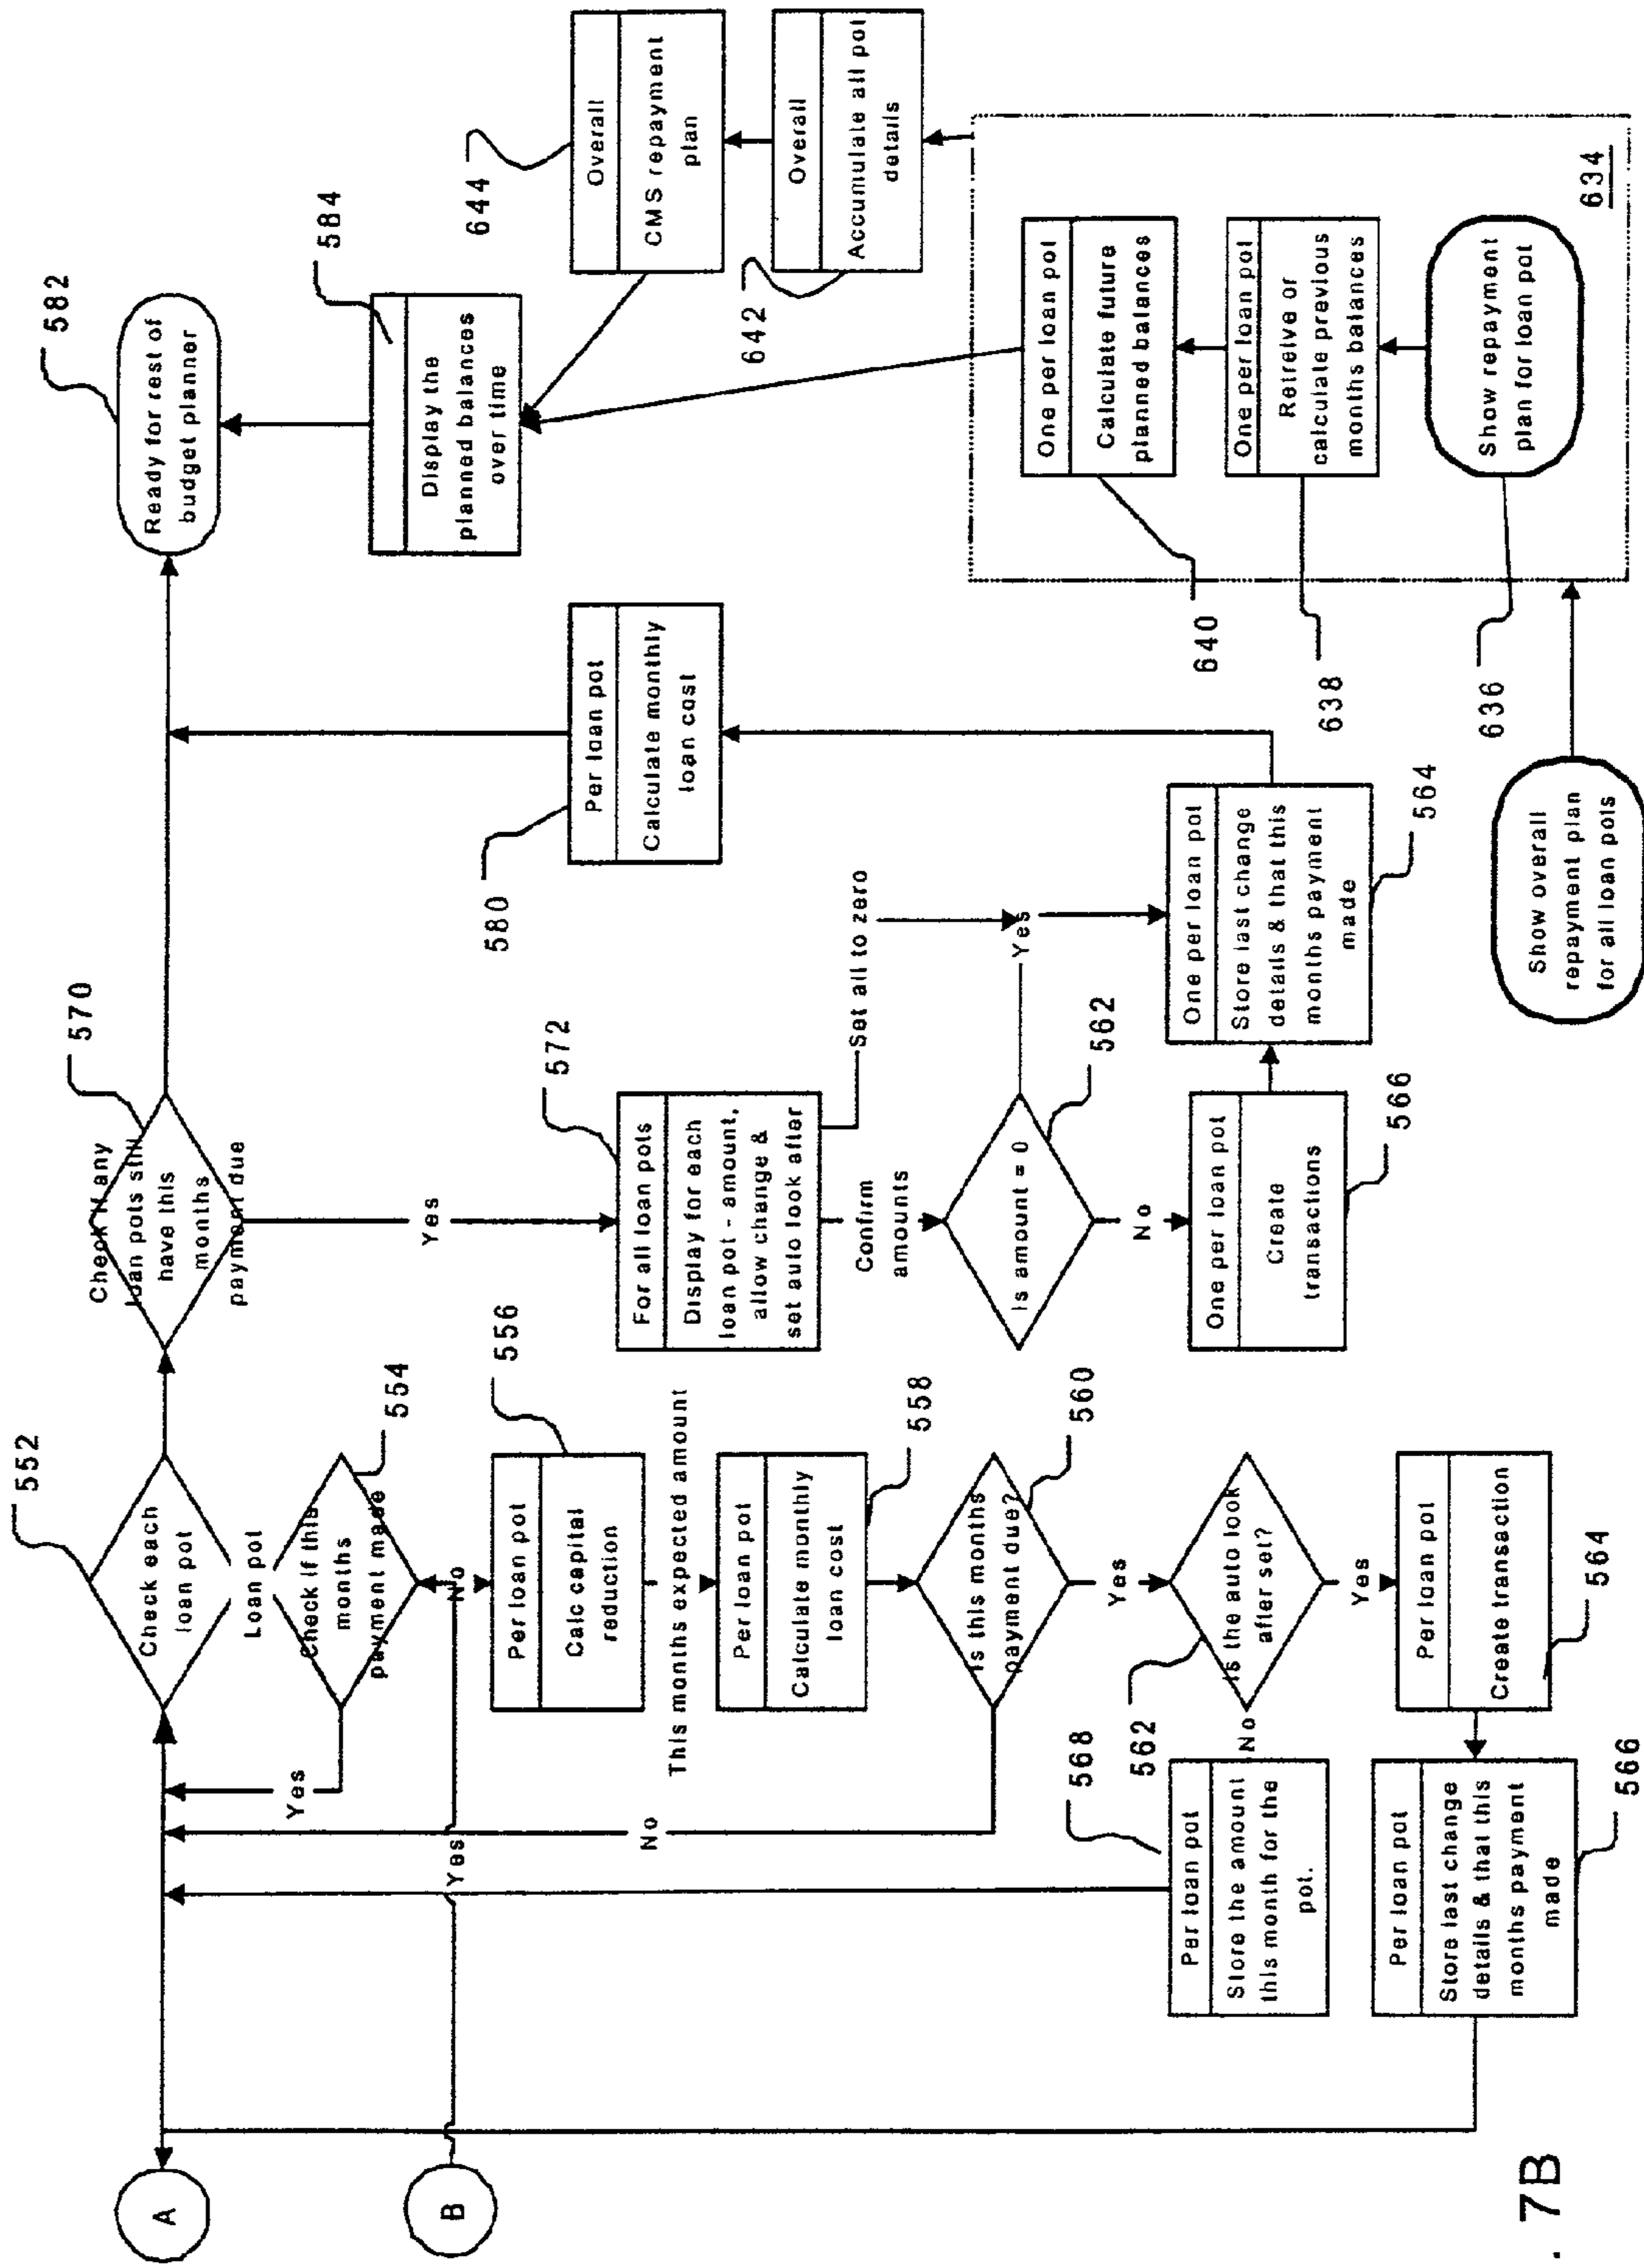 A
B
552
Check each
loan pot
Loan pot
554
Check if this
months
payment made
Yes
No
Yes
556
Per loan pot
Calc capital
reduction
This months expected amount
558
Per loan pot
Calculate monthly
loan cost
560
Is this months
payment due?
No
Yes
562
Is the auto look
after set?
No
Yes
568
Per loan pot
Store the amount
this month for the
pot.
564
Per loan pot
Create transaction
566
Per loan pot
Store last change
details & that this
months payment
made
570
Check if any
loan pots still
have this
months
payment due
Yes
572
For all loan pots
Display for each
loan pot - amount,
allow change &
set auto look after
Set all to zero
Confirm
amounts
562
Is amount = 0
Yes
No
566
One per loan pot
Create
transactions
564
One per loan pot
Store last change
details & that this
months payment
made
580
Per loan pot
Calculate monthly
loan cost
582
Ready for rest of
budget planner
584
Display the
planned balances
over time
644
Overall
CMS repayment
plan
642
Overall
Accumulate all pot
details
634
640
One per loan pot
Calculate future
planned balances
638
One per loan pot
Retreive or
calculate previous
months balances
636
Show repayment
plan for loan pot
Show overall
repayment plan
for all loan pots
. 7B